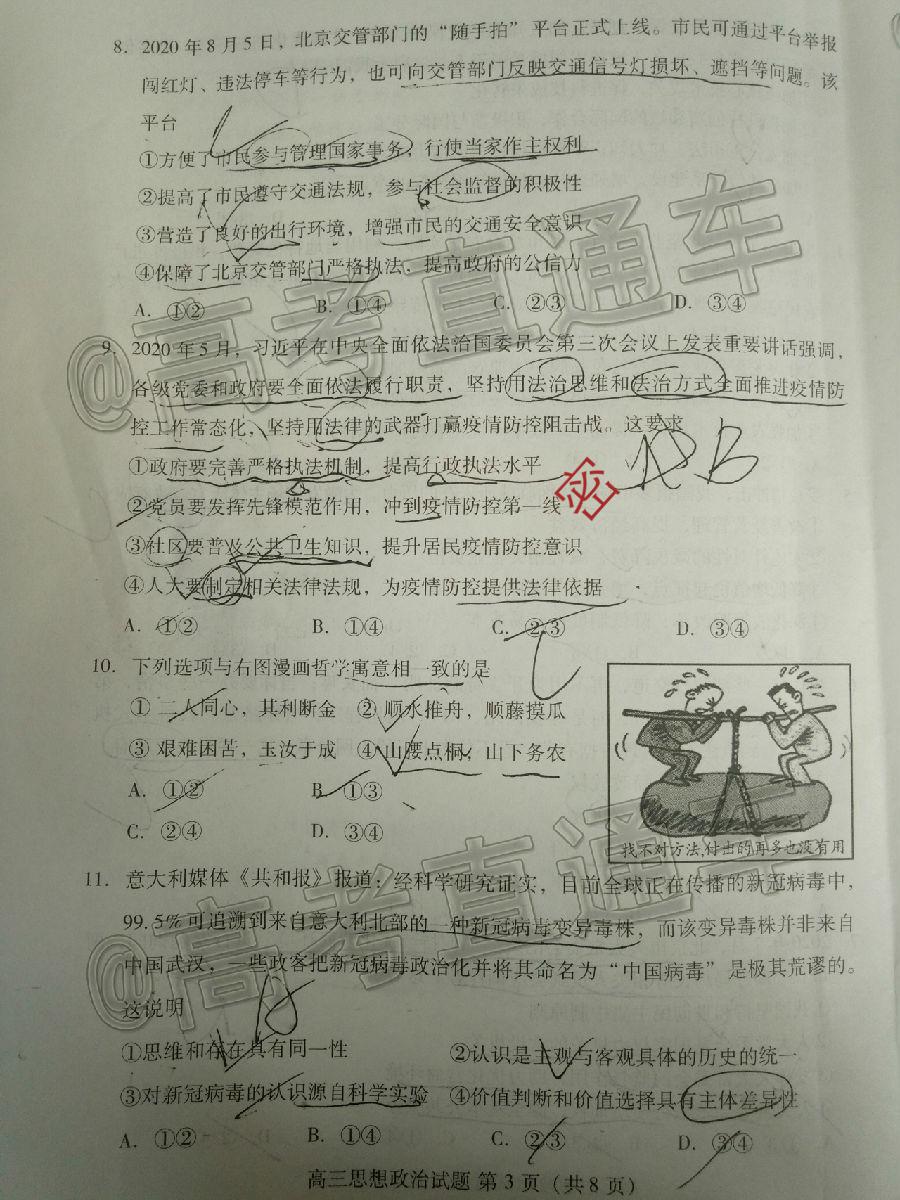 8. 2020年8月5日，北京交管部门的“随手拍”平台正式上线。市民可通过平台举报
闯红灯、违法停车等行为，也可向交管部门反映交通信号灯损坏、遮挡等问题。该
平台
①方便了市民参与管理国家事务，行使当家作主权利
②提高了市民遵守交通法规，参与社会监督的积极性
③营造了良好的出行环境，增强市民的交通安全意识
④保障了北京交管部门严格执法，提高政府的公信力
A. ①② B. ①④ C. ②③ D. ③④
9. 2020年5月，习近平在中央全面依法治国委员会第三次会议上发表重要讲话强调，
各级党委和政府要全面依法履行职责，坚持用法治思维和法治方式全面推进疫情防
控工作常态化，坚持用法律的武器打赢疫情防控阻击战。这要求
①政府要完善严格执法机制，提高行政执法水平
②党员要发挥先锋模范作用，冲到疫情防控第一线
密
B
③社区要普及公共卫生知识，提升居民疫情防控意识
④人大要制定相关法律法规，为疫情防控提供法律依据
A. ①② B. ①④ C. ②③ D. ③④
10. 下列选项与右图漫画哲学寓意相一致的是
① 二人同心，其利断金 ② 顺水推舟，顺藤摸瓜
③ 艰难困苦，玉汝于成 ④ 山腰点桐，山下务农
A. ①② B. ①③
C. ②④ D. ③④
找不对方法,付出的再多也没有用
11. 意大利媒体《共和报》报道：经科学研究证实，目前全球正在传播的新冠病毒中，
99.5%可追溯到来自意大利北部的一种新冠病毒变异毒株，而该变异毒株并非来自
中国武汉，一些政客把新冠病毒政治化并将其命名为“中国病毒”是极其荒谬的。
这说明
①思维和存在具有同一性 ②认识是主观与客观具体的历史的统一
③对新冠病毒的认识源自科学实验 ④价值判断和价值选择具有主体差异性
A. ①② B. ①④ C. ②③ D. ③④
高三思想政治试题 第3页（共8页）
@高考直通车
@高考直通车